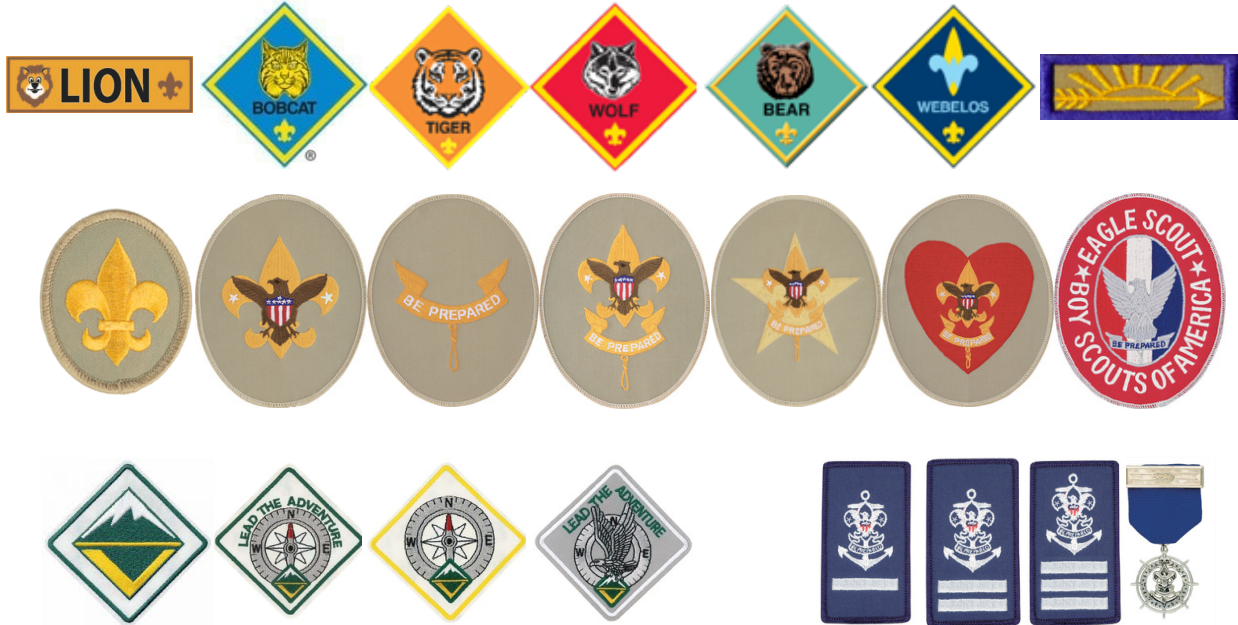 LION
BOBCAT
®
TIGER
WOLF
BEAR
WEBELOS
BE PREPARED
BE PREPARED
BE PREPARED
BE PREPARED
EAGLE SCOUT
BE PREPARED
BOY SCOUTS OF AMERICA
LEAD THE ADVENTURE
N
W E
N
W E
LEAD THE ADVENTURE
W E